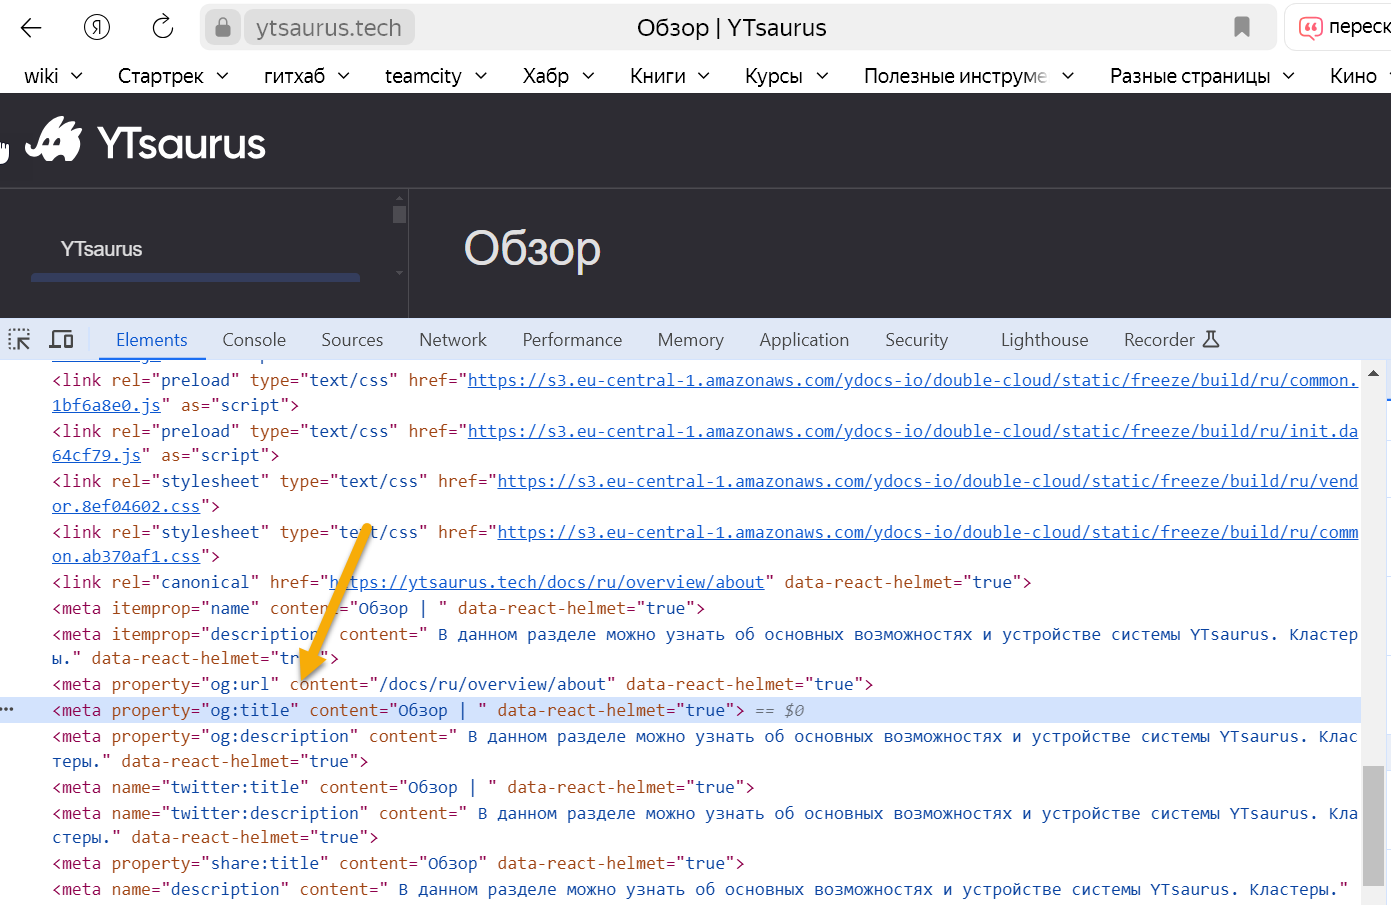 Я
ytsaurus.tech
Обзор | YTsaurus
перес
wiki
Стартрек
гитхаб
teamcity
Хабр
Книги
Курсы
Полезные инструме
Разные страницы
Кино
YTsaurus
YTsaurus
Обзор
Elements
Console
Sources
Network
Performance
Memory
Application
Security
Lighthouse
Recorder
<link rel="preload" type="text/css" href="https://s3.eu-central-1.amazonaws.com/ydocs-io/double-cloud/static/freeze/build/ru/common.
1bf6a8e0.js" as="script">
<link rel="preload" type="text/css" href="https://s3.eu-central-1.amazonaws.com/ydocs-io/double-cloud/static/freeze/build/ru/init.da
64cf79.js" as="script">
<link rel="stylesheet" type="text/css" href="https://s3.eu-central-1.amazonaws.com/ydocs-io/double-cloud/static/freeze/build/ru/vend
or.8ef04602.css">
<link rel="stylesheet" type="text/css" href="https://s3.eu-central-1.amazonaws.com/ydocs-io/double-cloud/static/freeze/build/ru/comm
on.ab370af1.css">
<link rel="canonical" href="https://ytsaurus.tech/docs/ru/overview/about" data-react-helmet="true">
<meta itemprop="name" content="Обзор | " data-react-helmet="true">
<meta itemprop="description" content=" В данном разделе можно узнать об основных возможностях и устройстве системы YTsaurus. Кластер
ы." data-react-helmet="true">
<meta property="og:url" content="/docs/ru/overview/about" data-react-helmet="true">
<meta property="og:title" content="Обзор | " data-react-helmet="true"> == $0
<meta property="og:description" content=" В данном разделе можно узнать об основных возможностях и устройстве системы YTsaurus. Клас
теры." data-react-helmet="true">
<meta name="twitter:title" content="Обзор | " data-react-helmet="true">
<meta name="twitter:description" content=" В данном разделе можно узнать об основных возможностях и устройстве системы YTsaurus. Кла
стеры." data-react-helmet="true">
<meta property="share:title" content="Обзор" data-react-helmet="true">
<meta name="description" content=" В данном разделе можно узнать об основных возможностях и устройстве системы YTsaurus. Кластеры."